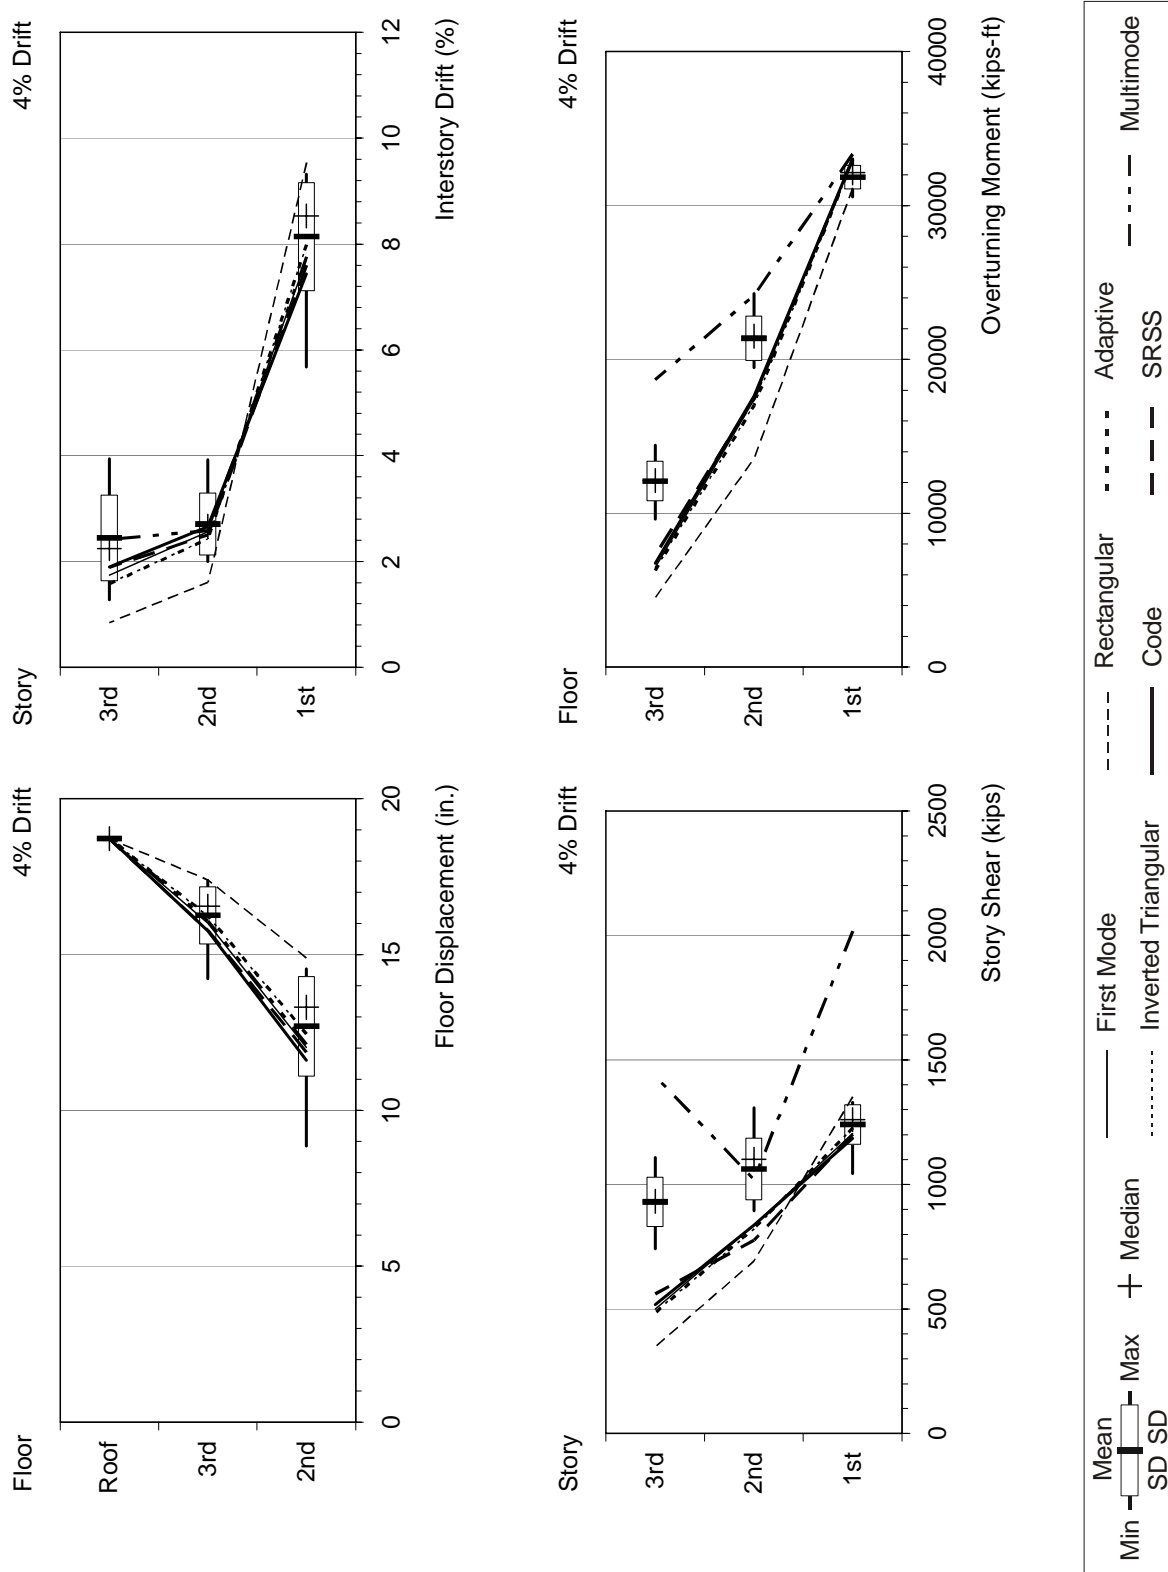 Floor
4% Drift
Roof
3rd
2nd
0
5
10
15
20
Floor Displacement (in.)
Story
4% Drift
3rd
2nd
1st
0
2
4
6
8
10
12
Interstory Drift (%)
Story
4% Drift
3rd
2nd
1st
0
500
1000
1500
2000
2500
Story Shear (kips)
Floor
4% Drift
3rd
2nd
1st
0
10000
20000
30000
40000
Overturning Moment (kips-ft)
Mean
Min
Max
SD SD
Median
First Mode
Inverted Triangular
Rectangular
Code
Adaptive
SRSS
Multimode